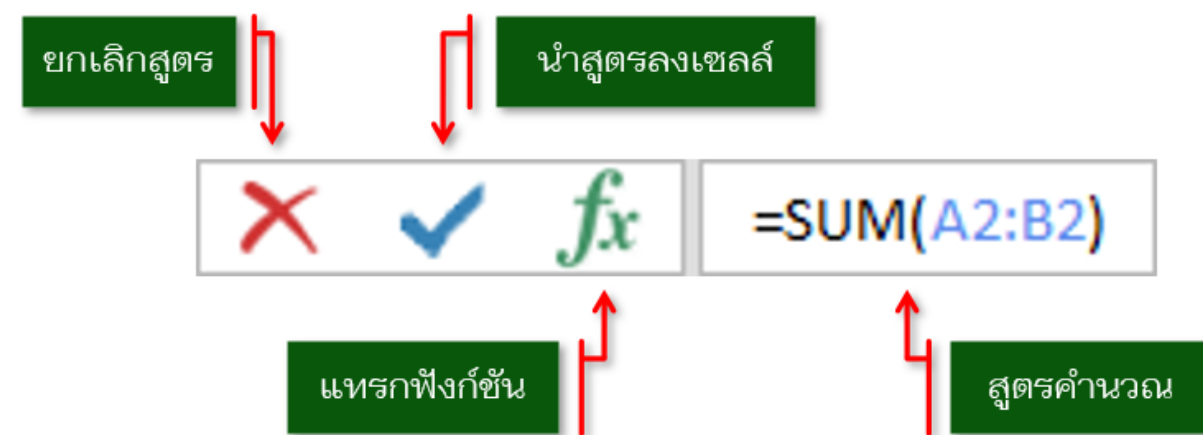 ยกเลิกสูตร
นำสูตรลงเซลล์
fx
=SUM(A2:B2)
แทรกฟังก์ชัน
สูตรคำนวณ